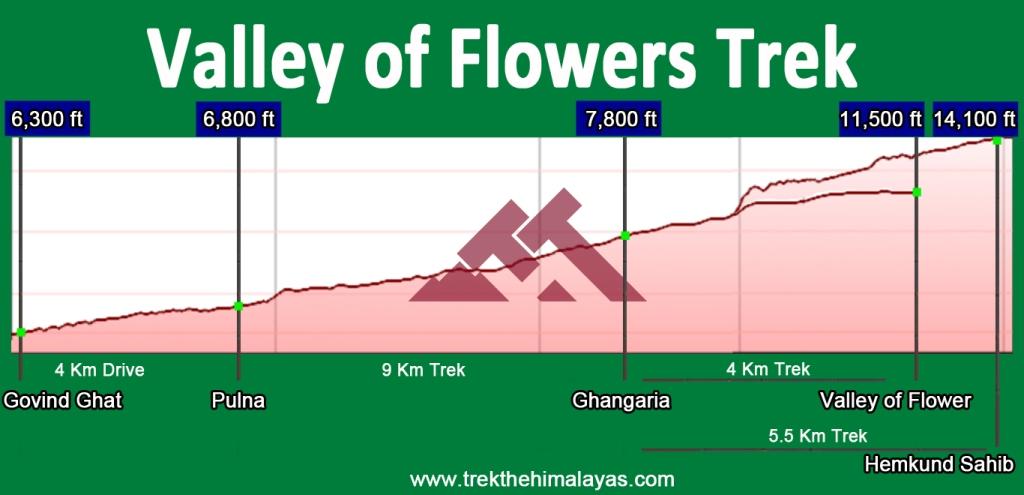 Valley of Flowers Trek
6,300 ft
6,800 ft
7,800 ft
11,500 ft
14,100 ft
4 Km Drive
9 Km Trek
4 Km Trek
Govind Ghat
Pulna
Ghangaria
Valley of Flower
5.5 Km Trek
Hemkund Sahib
www.trekthehimalayas.com